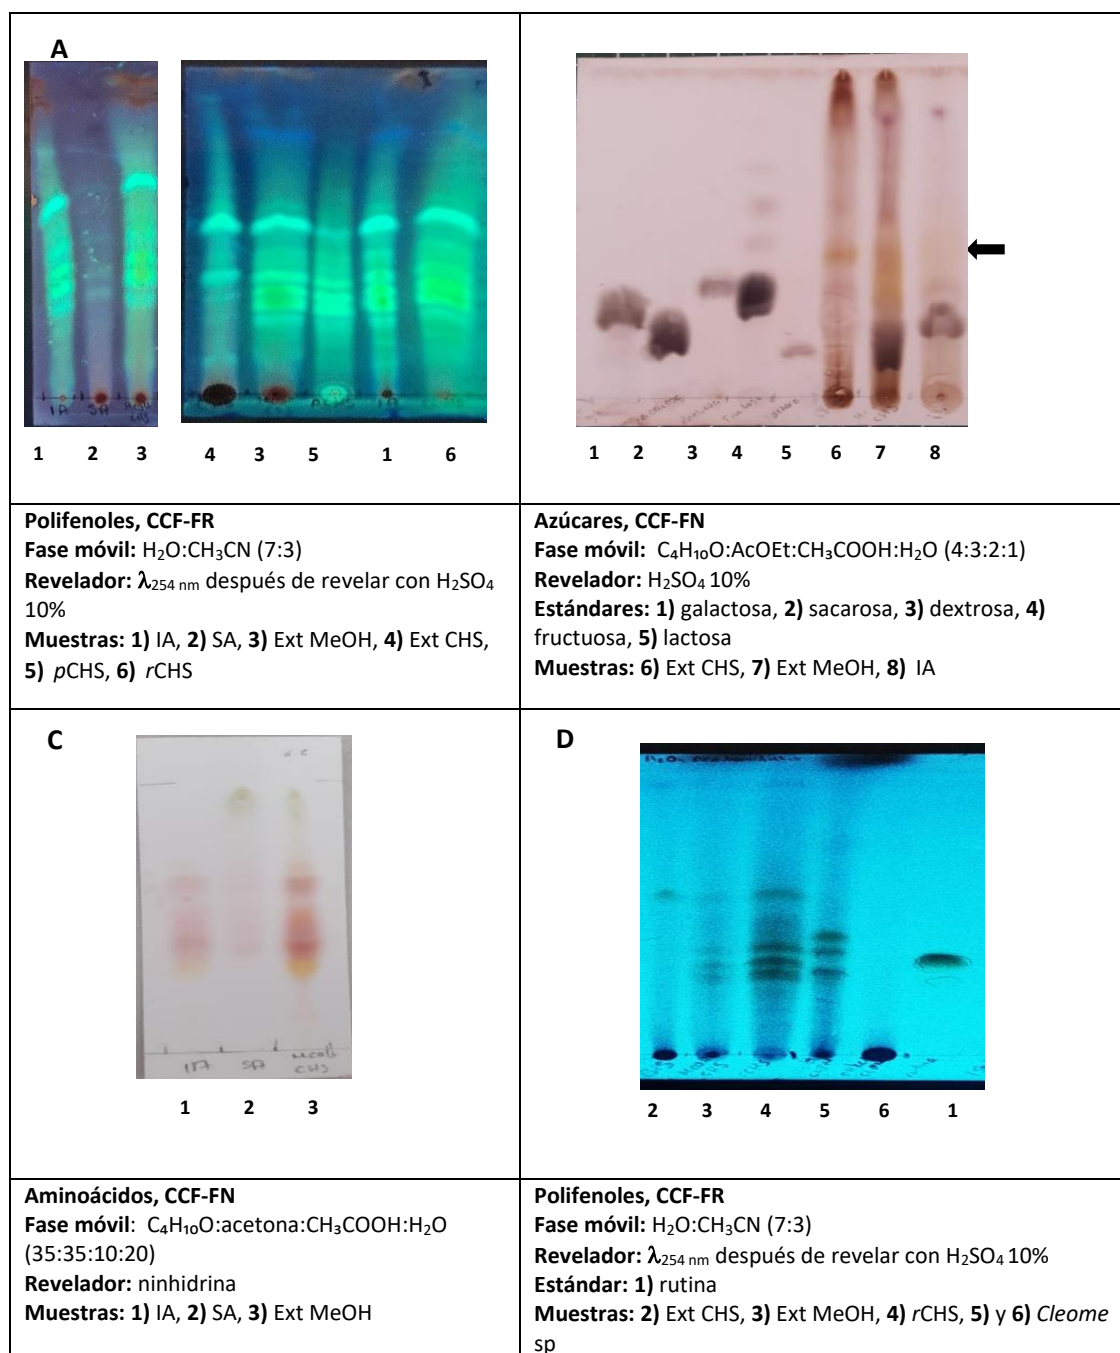 A
1 2 3
4 3 5 1 6
1 2 3 4 5 6 7 8
Polifenoles, CCF-FR
Fase móvil: H₂O:CH₃CN (7:3)
Revelador: λ254 nm después de revelar con H₂SO₄
10%
Muestras: 1) IA, 2) SA, 3) Ext MeOH, 4) Ext CHS,
5) pCHS, 6) rCHS
Azúcares, CCF-FN
Fase móvil: C₄H₁₀O:AcOEt:CH₃COOH:H₂O (4:3:2:1)
Revelador: H₂SO₄ 10%
Estándares: 1) galactosa, 2) sacarosa, 3) dextrosa, 4)
fructuosa, 5) lactosa
Muestras: 6) Ext CHS, 7) Ext MeOH, 8) IA
C
SA
MeOH
CHS
1 2 3
D
2 3 4 5 6 1
Aminoácidos, CCF-FN
Fase móvil: C₄H₁₀O:acetona:CH₃COOH:H₂O
(35:35:10:20)
Revelador: ninhidrina
Muestras: 1) IA, 2) SA, 3) Ext MeOH
Polifenoles, CCF-FR
Fase móvil: H₂O:CH₃CN (7:3)
Revelador: λ254 nm después de revelar con H₂SO₄ 10%
Estándar: 1) rutina
Muestras: 2) Ext CHS, 3) Ext MeOH, 4) rCHS, 5) y 6) Cleome
sp